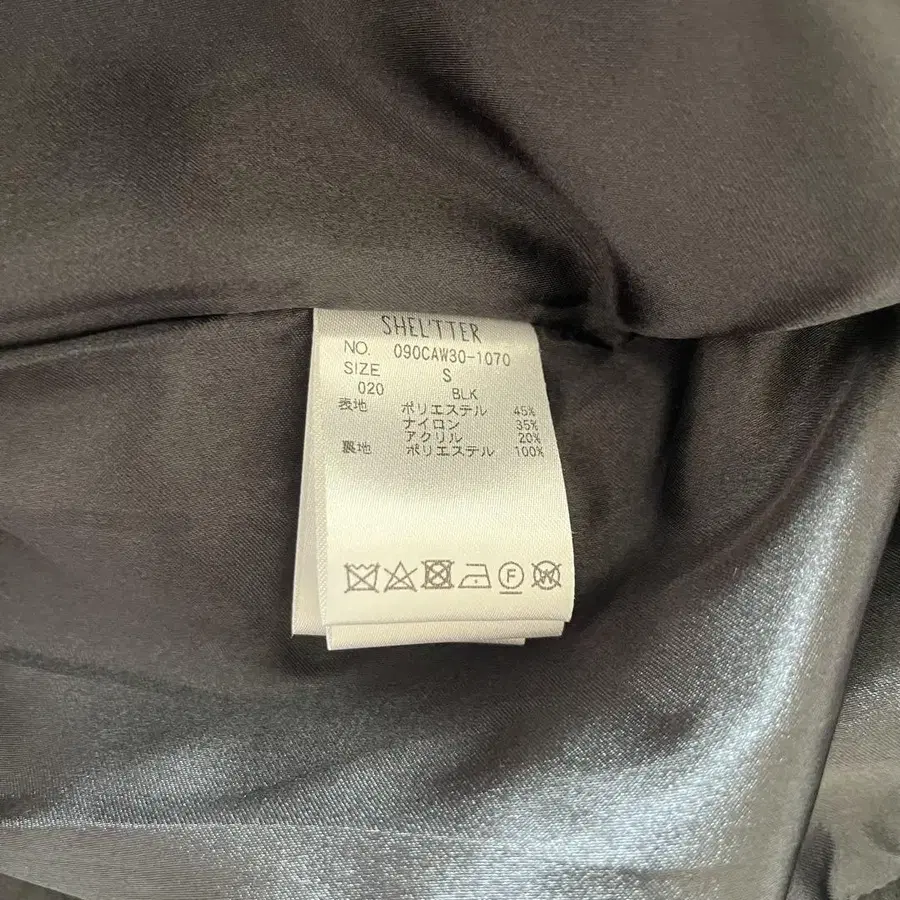 SHEL'TTER
NO. 090CAW30-1070
SIZE S
020 BLK
表地 ポリエステル 45%
ナイロン 35%
アクリル 20%
裏地 ポリエステル 100%
F W